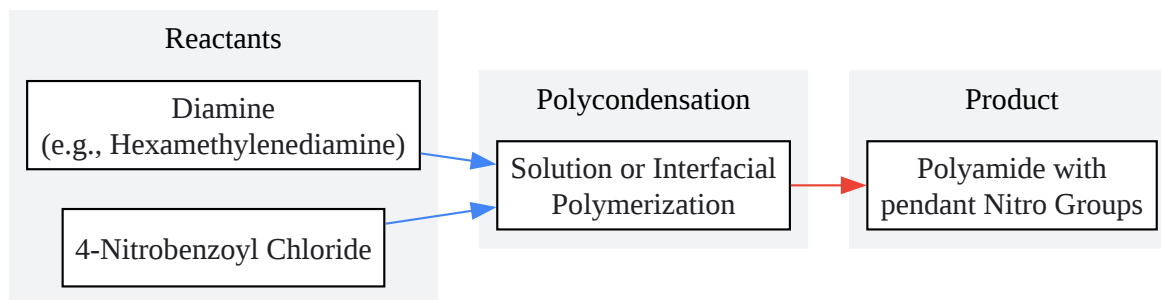 Reactants
Diamine
(e.g., Hexamethylenediamine)
4-Nitrobenzoyl Chloride
Polycondensation
Solution or Interfacial
Polymerization
Product
Polyamide with
pendant Nitro Groups